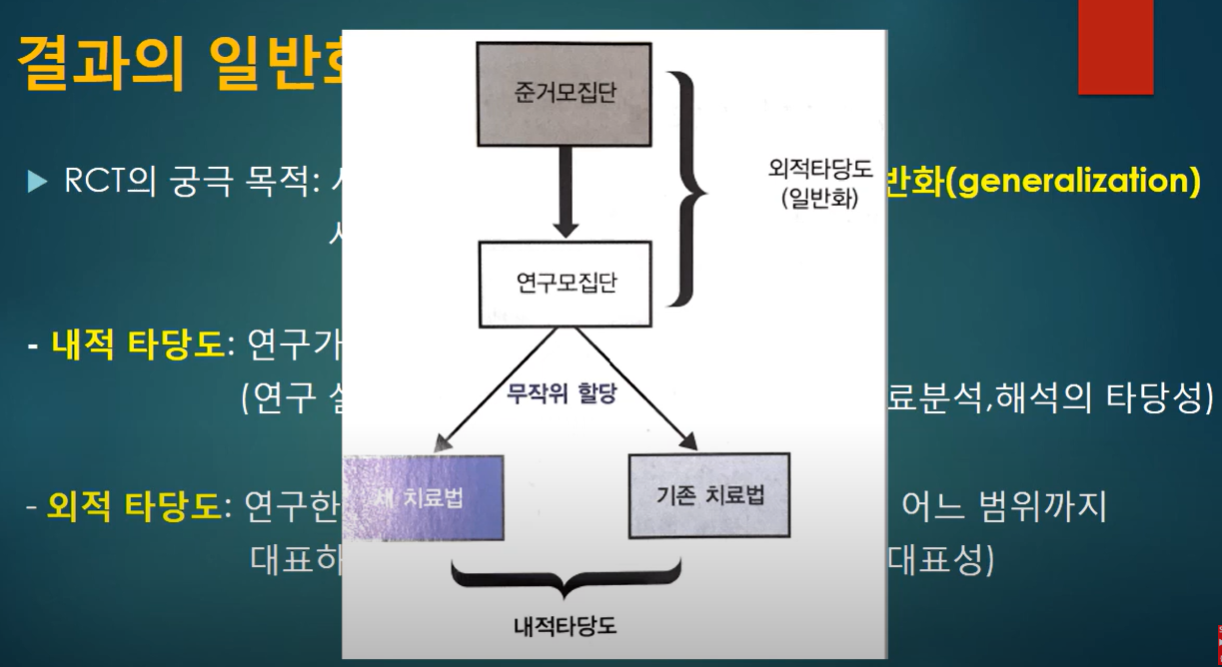 결과의 일반화
RCT의 궁극 목적:
반화(generalization)
- 내적 타당도: 연구가
(연구
료분석,해석의 타당성)
- 외적 타당도: 연구한
어느 범위까지
대표하
대표성)
준거모집단
외적타당도
(일반화)
연구모집단
무작위 할당
새 치료법
기존 치료법
내적타당도